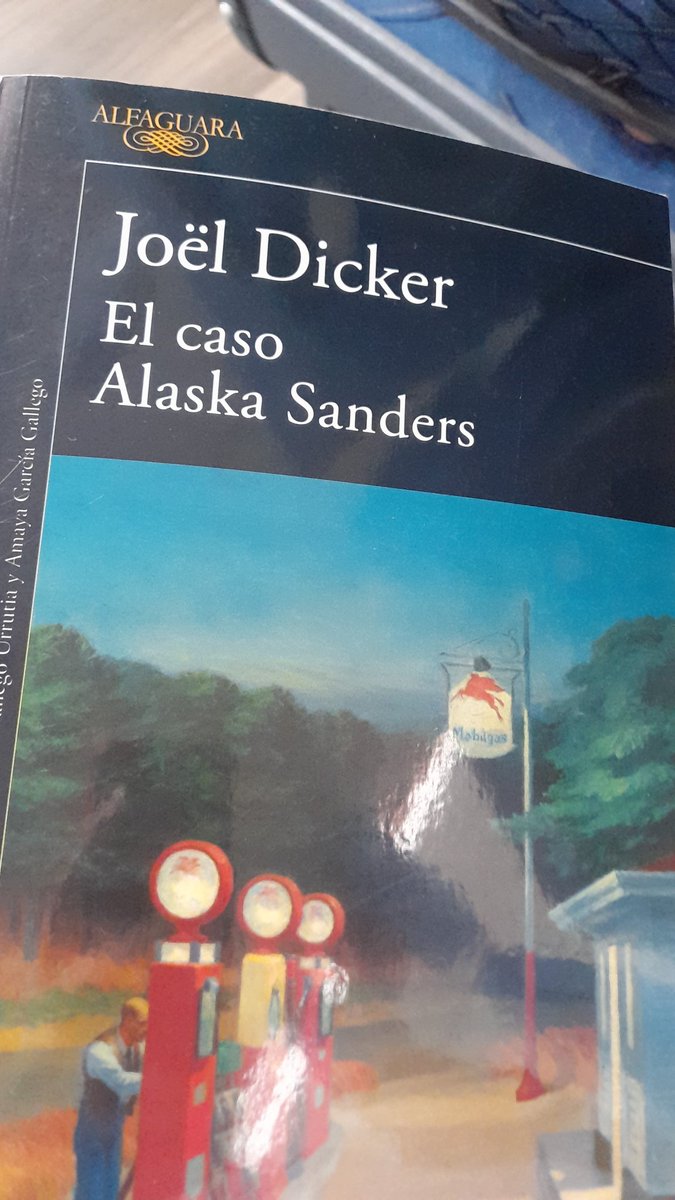 ALFAGUARA
Joël Dicker
El caso
Alaska Sanders
Urrutia y Amaya García Gallego
Mobilgas